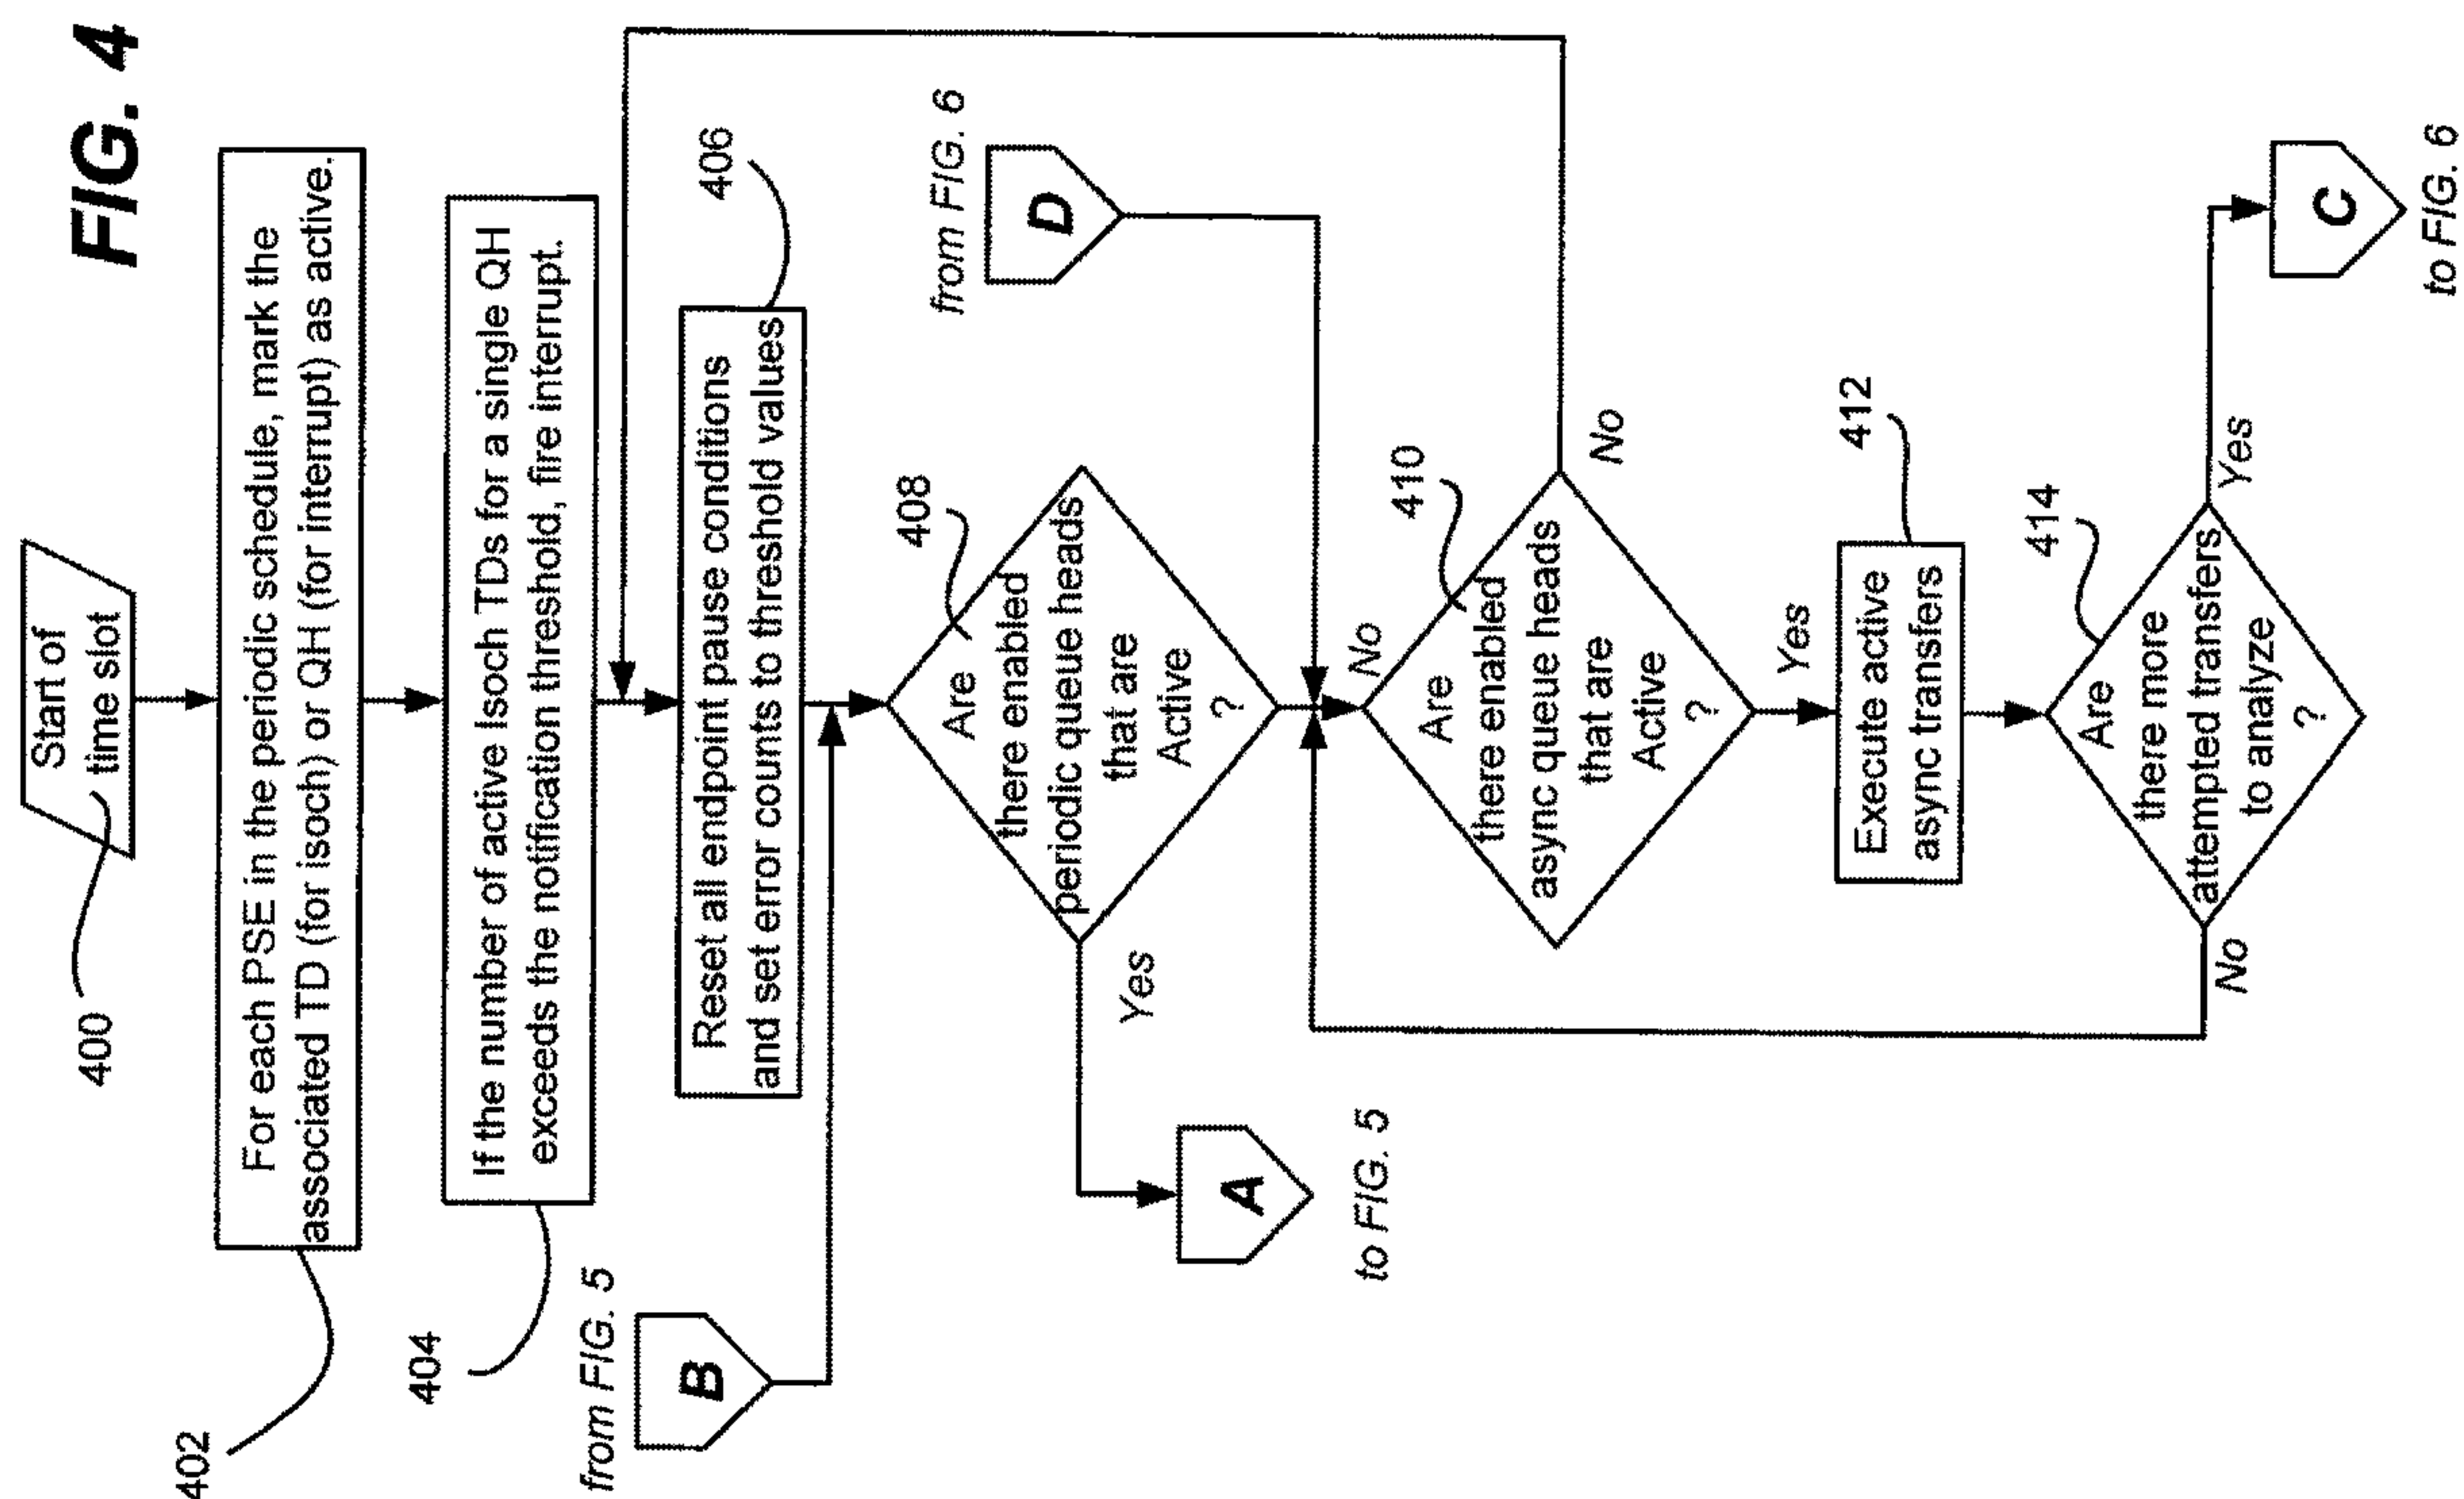 FIG. 4
Start of
time slot
400
For each PSE in the periodic schedule, mark the
associated TD (for isoch) or QH (for interrupt) as active.
402
If the number of active Isoch TDs for a single QH
exceeds the notification threshold, fire interrupt.
404
from FIG. 5
B
Reset alll endpoint pause conditions
and set error counts to threshold values
406
Are
there enabled
periodic queue heads
that are
Active
?
408
Yes
A
to FIG. 5
No
from FIG. 6
D
Are
there enabled
async queue heads
that are
Active
?
410
No
Yes
Execute active
async transfers
412
Are
there more
attempted transfers
to analyze
?
414
No
Yes
C
to FIG. 6